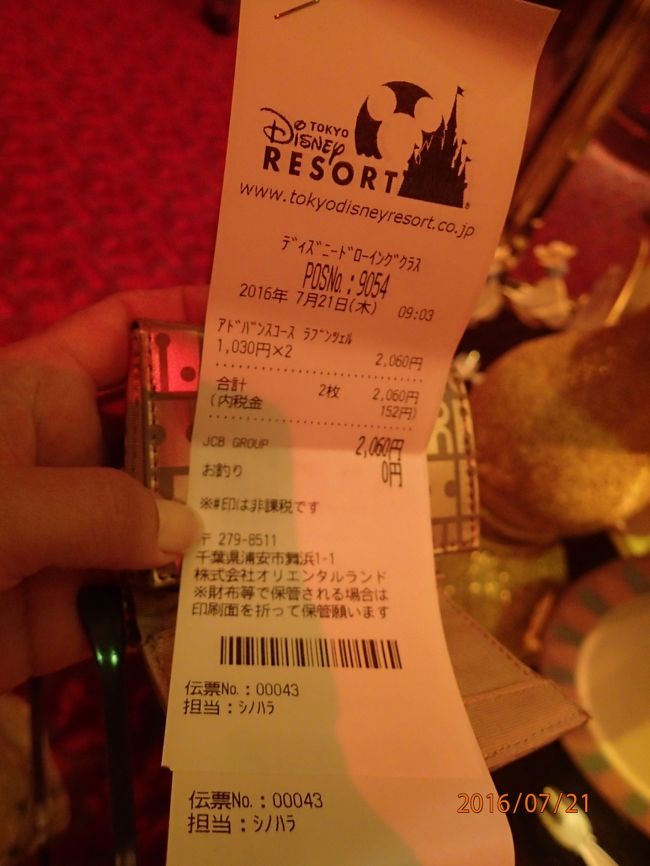 TOKYO
DISNEY
RESORT®
www.tokyodisneyresort.co.jp
ﾃﾞｨｽﾞﾆｰﾄﾞﾛｰｲﾝｸﾞｸﾗｽ
POSNo.:9054
2016年 7月21日(木) 09:03
ｱﾄﾞﾊﾞﾝｽｺｰｽ ﾗﾌﾟﾝﾂｪﾙ
1,030円×2 2,060円
合計 2枚 2,060円
(内税金 152円)
JCB GROUP 2,060円
お釣り 0円
※#印は非課税です
〒 279-8511
千葉県浦安市舞浜1-1
株式会社オリエンタルランド
※財布等で保管される場合は
印刷面を折って保管願います
伝票No.:00043
担当:ｼﾉﾊﾗ
伝票No.:00043
担当:ｼﾉﾊﾗ
2016/07/21